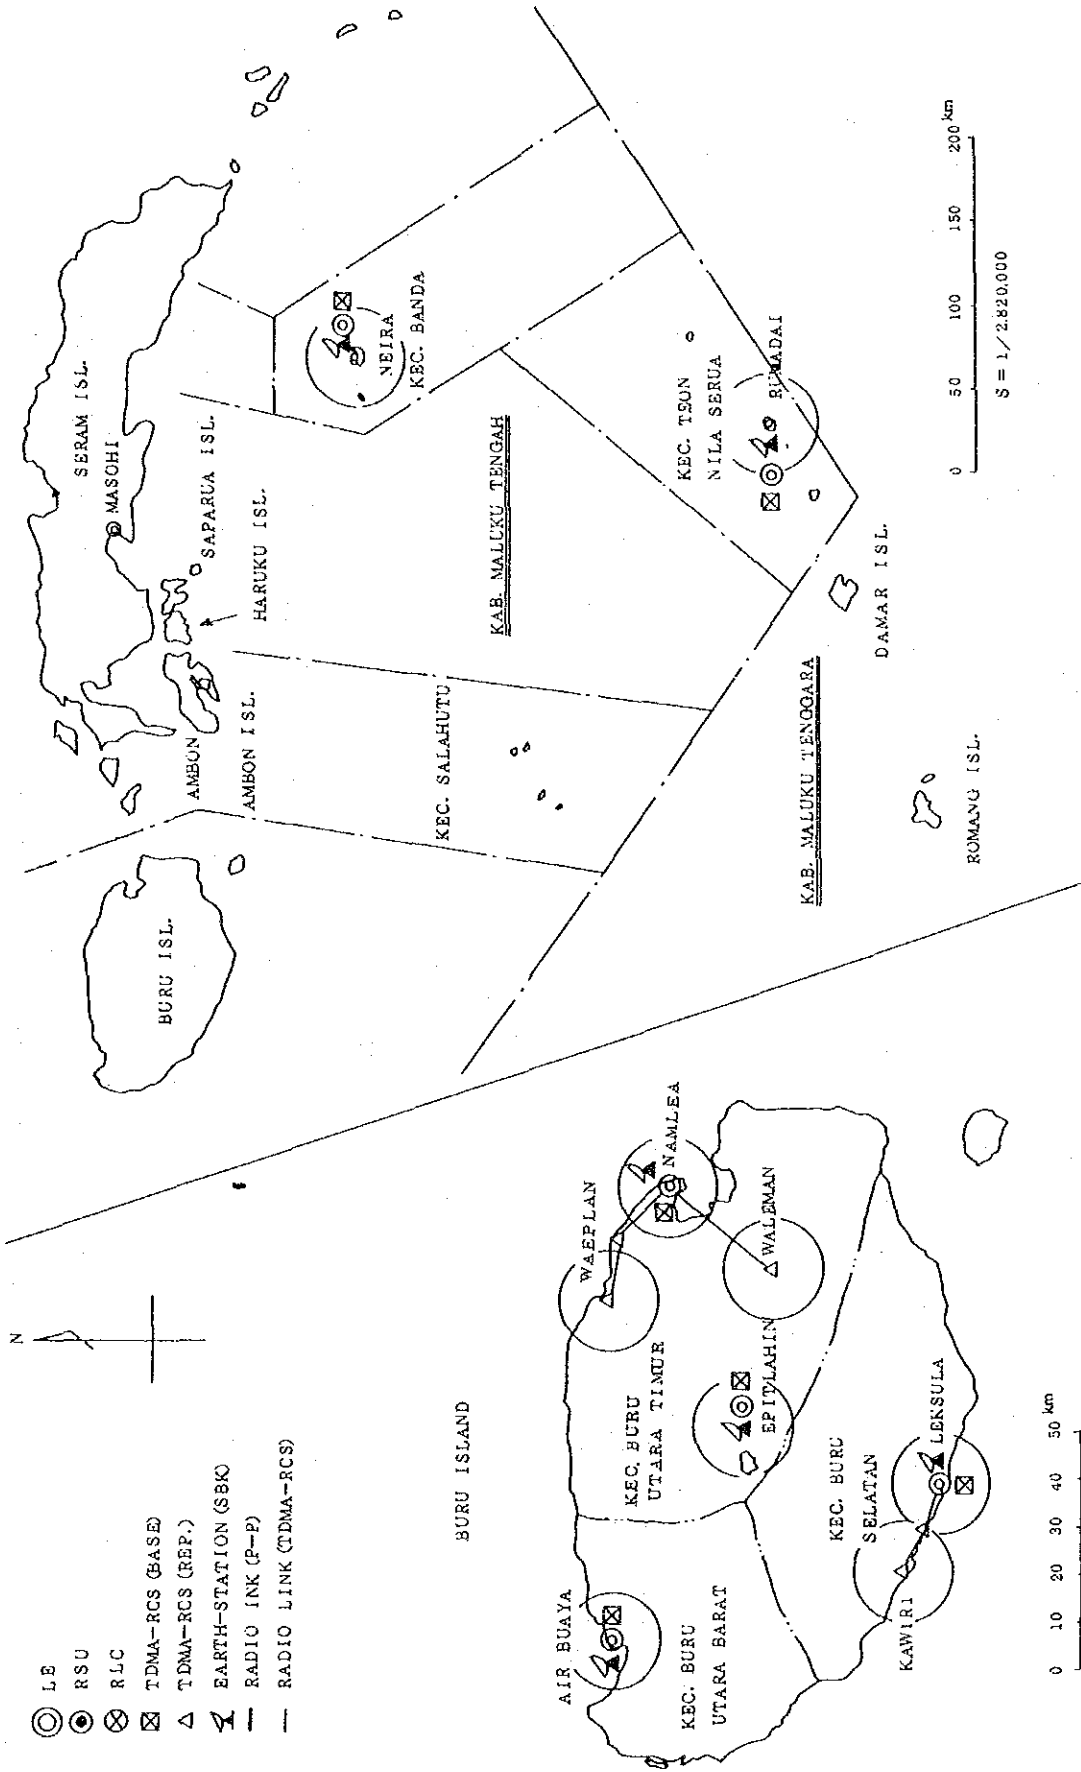 N
LE
RSU
RLC
TDMA-RCS (BASE)
TDMA-RCS (REP.)
EARTH-STATION (SBK)
RADIO INK (P-P)
RADIO LINK (TDMA-RCS)
BURU ISLAND
AIR BUAYA
KEC. BURU
UTARA BARAT
KEC. BURU
UTARA TIMUR
WAEPLAN
NAMLEA
WALEMAN
EPITLAHIN
KEC. BURU
SELATAN
LEKSULA
KAWIRI
0 10 20 30 40 50 km
BURU ISL.
SERAM ISL.
MASOHI
SAPARUA ISL.
HARUKU ISL.
AMBON
AMBON ISL.
KEC. SALAHUTU
KAB. MALUKU TENGAH
NEIRA
KEC. BANDA
KEC. TEON
NILA SERUA
RUMADAI
KAB. MALUKU TENGGARA
DAMAR ISL.
ROMANG ISL.
0 50 100 150 200 km
S = 1/2.820,000